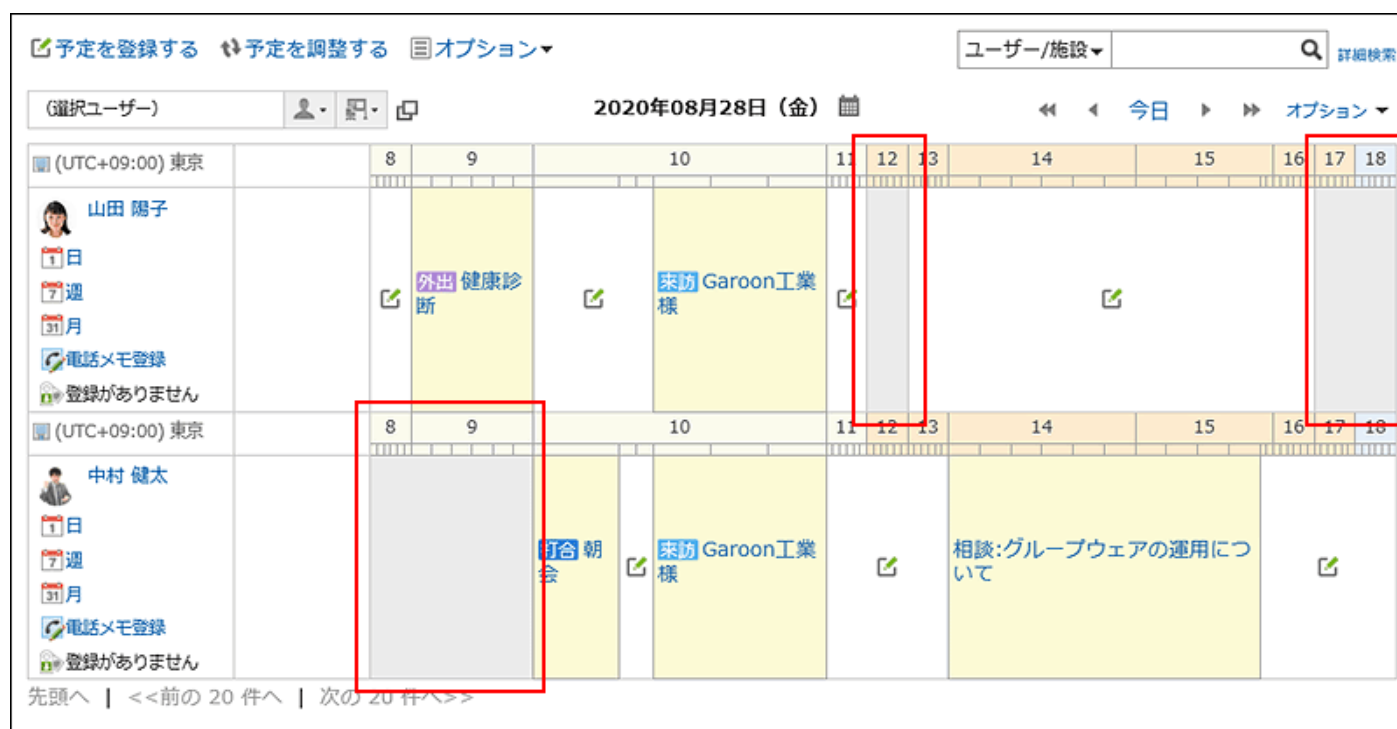 予定を登録する 予定を調整する オプション▼ ユーザー/施設▼ 詳細検索
(選択ユーザー) 2020年08月28日(金) 今日 オプション▼
(UTC+09:00) 東京 8 9 10 11 12 13 14 15 16 17 18
山田 陽子
1 日
7 週
31 月
電話メモ登録
登録がありません
外出 健康診
断
来訪 Garoon工業
様
(UTC+09:00) 東京 8 9 10 11 12 13 14 15 16 17 18
中村 健太
1 日
7 週
31 月
電話メモ登録
登録がありません
打合 朝
会
来訪 Garoon工業
様
相談:グループウェアの運用につ
いて
先頭へ | <<前の 20 件へ | 次の 20 件へ>>